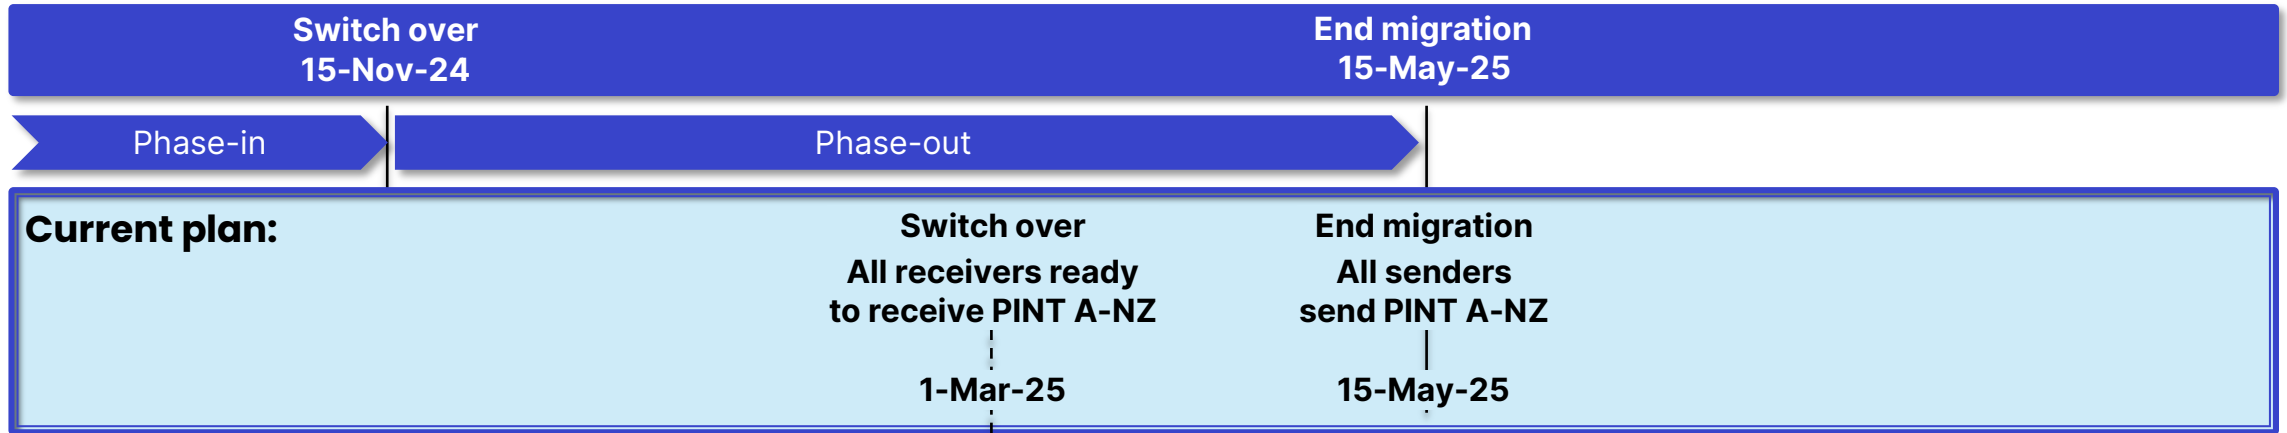 Switch over
15-Nov-24
End migration
15-May-25
Phase-in
Phase-out
Current plan:
Switch over
All receivers ready
to receive PINT A-NZ
1-Mar-25
End migration
All senders
send PINT A-NZ
15-May-25